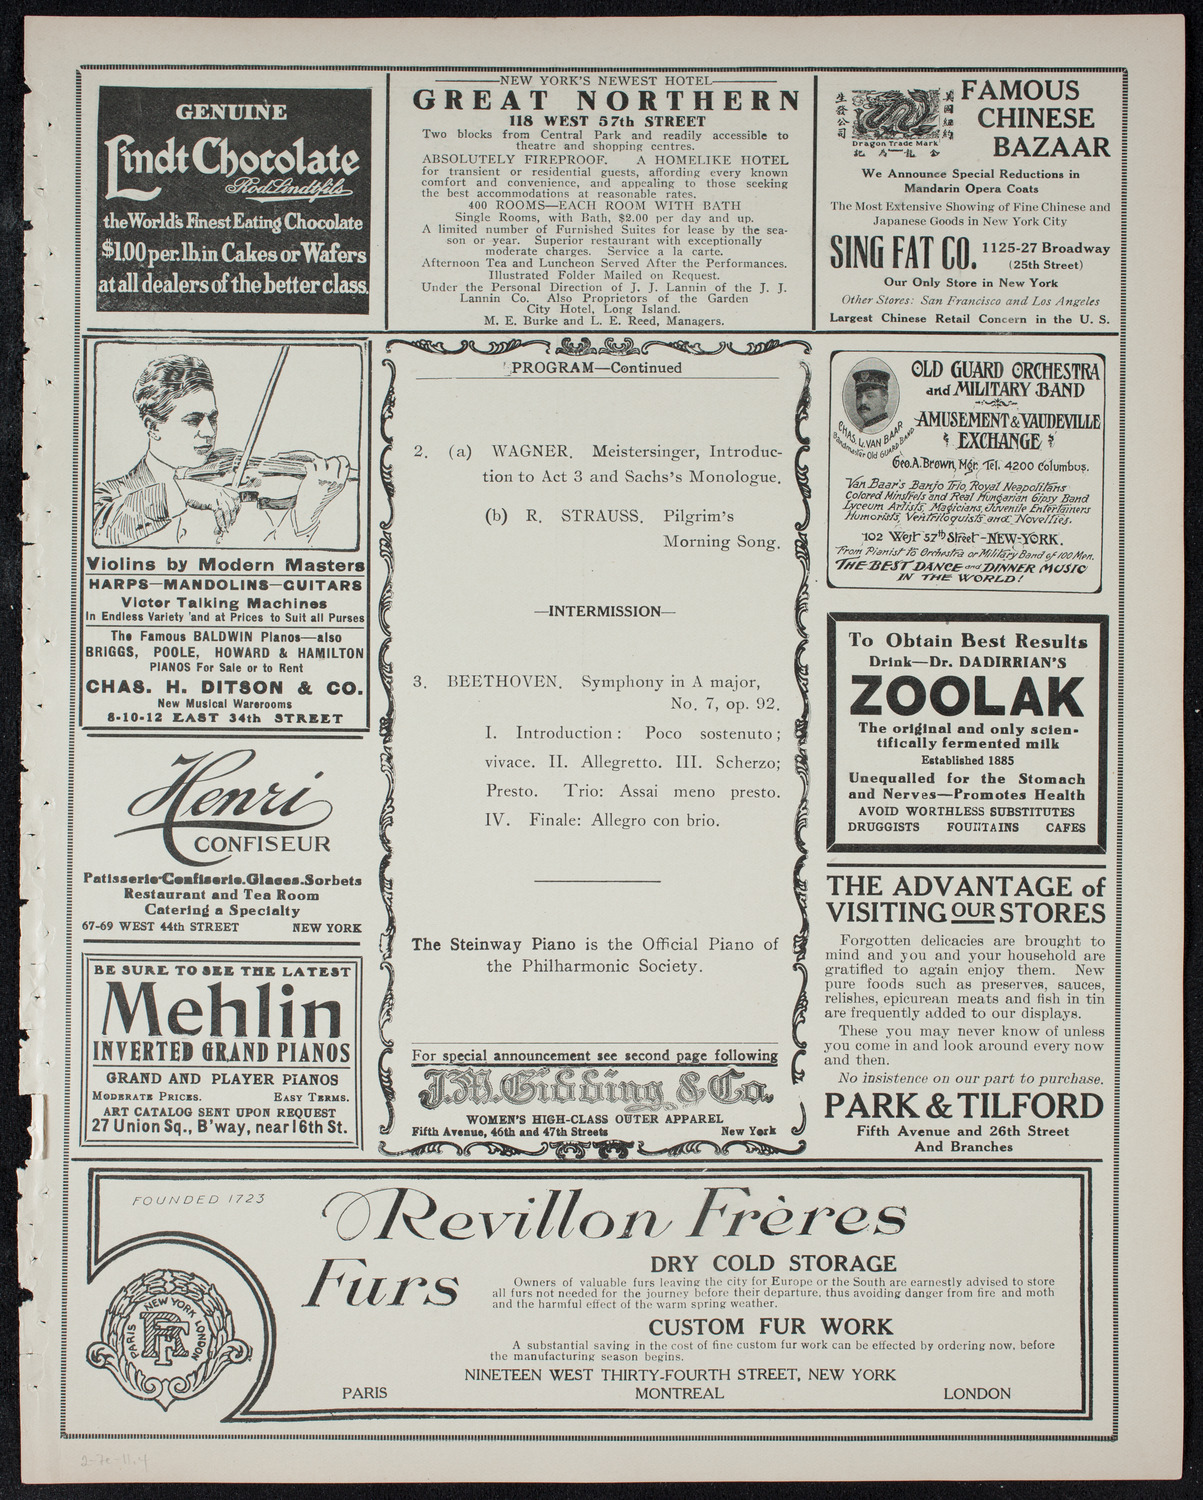 GENUINE
Lindt Chocolate
Rod. Lindt fils
the World's Finest Eating Chocolate
$1.00 per. lb. in Cakes or Wafers
at all dealers of the better class.
NEW YORK'S NEWEST HOTEL
GREAT NORTHERN
118 WEST 57th STREET
Two blocks from Central Park and readily accessible to
theatre and shopping centres.
ABSOLUTELY FIREPROOF. A HOMELIKE HOTEL
for transient or residential guests, affording every known
comfort and convenience, and appealing to those seeking
the best accommodations at reasonable rates.
400 ROOMS—EACH ROOM WITH BATH
Single Rooms, with Bath, $2.00 per day and up.
A limited number of Furnished Suites for lease by the sea-
son or year. Superior restaurant with exceptionally
moderate charges. Service a la carte.
Afternoon Tea and Luncheon Served After the Performances.
Illustrated Folder Mailed on Request.
Under the Personal Direction of J. J. Lannin of the J. J.
Lannin Co. Also Proprietors of the Garden
City Hotel, Long Island.
M. E. Burke and L. E. Reed, Managers.
生發公司
Dragon Trade Mark
FAMOUS
CHINESE
BAZAAR
We Announce Special Reductions in
Mandarin Opera Coats
The Most Extensive Showing of Fine Chinese and
Japanese Goods in New York City
SING FAT CO. 1125-27 Broadway
(25th Street)
Our Only Store in New York
Other Stores: San Francisco and Los Angeles
Largest Chinese Retail Concern in the U. S.
Violins by Modern Masters
HARPS—MANDOLINS—GUITARS
Victor Talking Machines
In Endless Variety and at Prices to Suit all Purses
The Famous BALDWIN Pianos—also
BRIGGS, POOLE, HOWARD & HAMILTON
PIANOS For Sale or to Rent
CHAS. H. DITSON & CO.
New Musical Warerooms
8-10-12 EAST 34th STREET
Henri
CONFISEUR
Patisserie-Confiserie.Glaces.Sorbets
Restaurant and Tea Room
Catering a Specialty
67-69 WEST 44th STREET NEW YORK
BE SURE TO SEE THE LATEST
Mehlin
INVERTED GRAND PIANOS
GRAND AND PLAYER PIANOS
MODERATE PRICES. EASY TERMS.
ART CATALOG SENT UPON REQUEST
27 Union Sq., B'way, near 16th St.
PROGRAM—Continued
2. (a) WAGNER. Meistersinger, Introduc-
tion to Act 3 and Sachs's Monologue.
(b) R. STRAUSS. Pilgrim's
Morning Song.
—INTERMISSION—
3. BEETHOVEN. Symphony in A major,
No. 7, op. 92.
I. Introduction: Poco sostenuto;
vivace. II. Allegretto. III. Scherzo;
Presto. Trio: Assai meno presto.
IV. Finale: Allegro con brio.
The Steinway Piano is the Official Piano of
the Philharmonic Society.
For special announcement see second page following
J.M. Gidding & Co.
WOMEN'S HIGH-CLASS OUTER APPAREL
Fifth Avenue, 46th and 47th Streets New York
CHAS. L. VAN BAAR
Bandmaster Old GUARD BAND
OLD GUARD ORCHESTRA
and MILITARY BAND
AMUSEMENT & VAUDEVILLE
EXCHANGE
Geo. A. Brown, Mgr. Tel. 4200 Columbus.
Van Baar's Banjo Trio, Royal Neapolitans
Colored Minstrels and Real Hungarian Gipsy Band
Lyceum Artists, Magicians, Juvenile Entertainers
Humorists, Ventriloquists and Novelties.
102 West 57th Street—NEW-YORK.
From Pianist to Orchestra or Military Band of 100 Men.
THE BEST DANCE and DINNER MUSIC
IN THE WORLD!
To Obtain Best Results
Drink—Dr. DADIRRIAN'S
ZOOLAK
The original and only scien-
tifically fermented milk
Established 1885
Unequalled for the Stomach
and Nerves—Promotes Health
AVOID WORTHLESS SUBSTITUTES
DRUGGISTS FOUNTAINS CAFES
THE ADVANTAGE of
VISITING OUR STORES
Forgotten delicacies are brought to
mind and you and your household are
gratified to again enjoy them. New
pure foods such as preserves, sauces,
relishes, epicurean meats and fish in tin
are frequently added to our displays.
These you may never know of unless
you come in and look around every now
and then.
No insistence on our part to purchase.
PARK & TILFORD
Fifth Avenue and 26th Street
And Branches
FOUNDED 1723
Revillon Frères
Furs
NEW YORK
PARIS
LONDON
RF
DRY COLD STORAGE
Owners of valuable furs leaving the city for Europe or the South are earnestly advised to store
all furs not needed for the journey before their departure, thus avoiding danger from fire and moth
and the harmful effect of the warm spring weather.
CUSTOM FUR WORK
A substantial saving in the cost of fine custom fur work can be effected by ordering now, before
the manufacturing season begins.
NINETEEN WEST THIRTY-FOURTH STREET, NEW YORK
PARIS MONTREAL LONDON